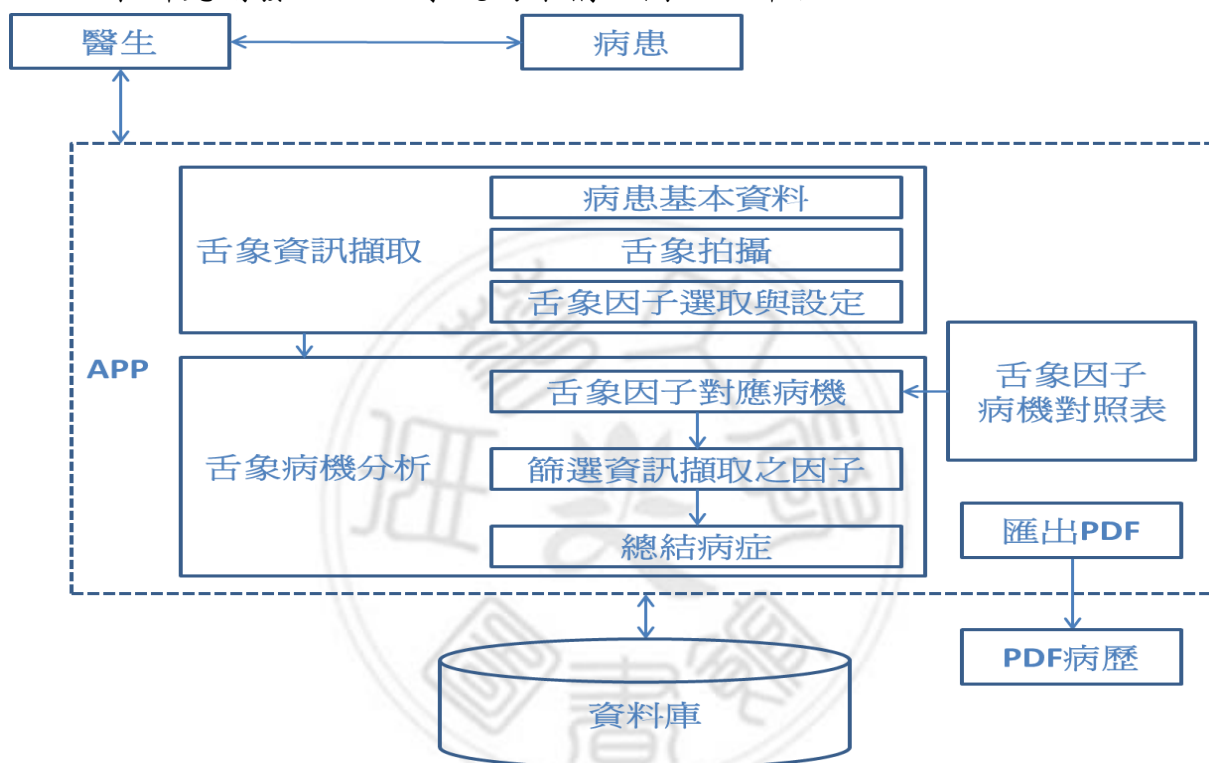 醫生
病患
APP
舌象資訊擷取
病患基本資料
舌象拍攝
舌象因子選取與設定
舌象病機分析
舌象因子對應病機
篩選資訊擷取之因子
總結病症
舌象因子
病機對照表
匯出PDF
PDF病歷
資料庫